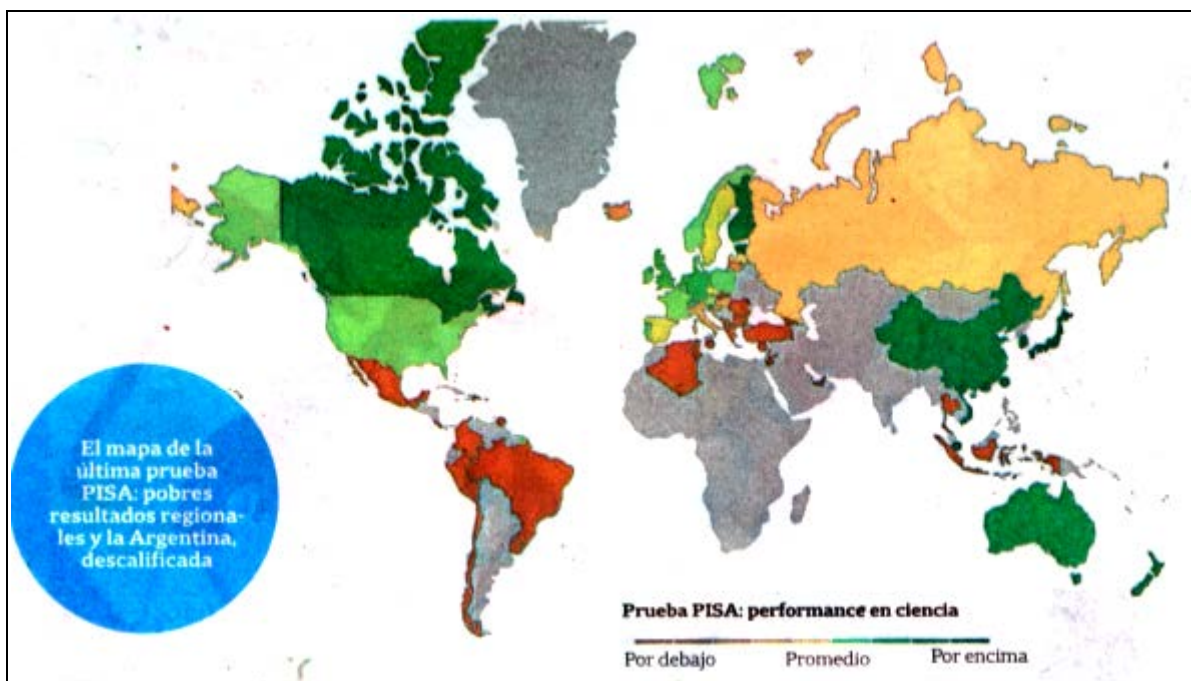 El mapa de la
última prueba
PISA: pobres
resultados regiona-
les y la Argentina,
descalificada
Prueba PISA: performance en ciencia
Por debajo Promedio Por encima